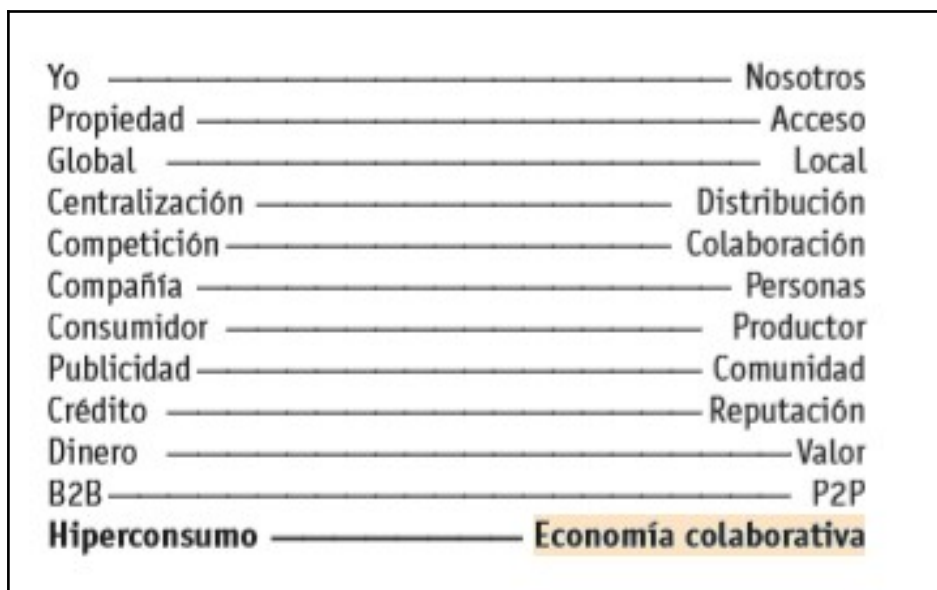 Yo Nosotros
Propiedad Acceso
Global Local
Centralización Distribución
Competición Colaboración
Compañía Personas
Consumidor Productor
Publicidad Comunidad
Crédito Reputación
Dinero Valor
B2B P2P
Hiperconsumo Economía colaborativa